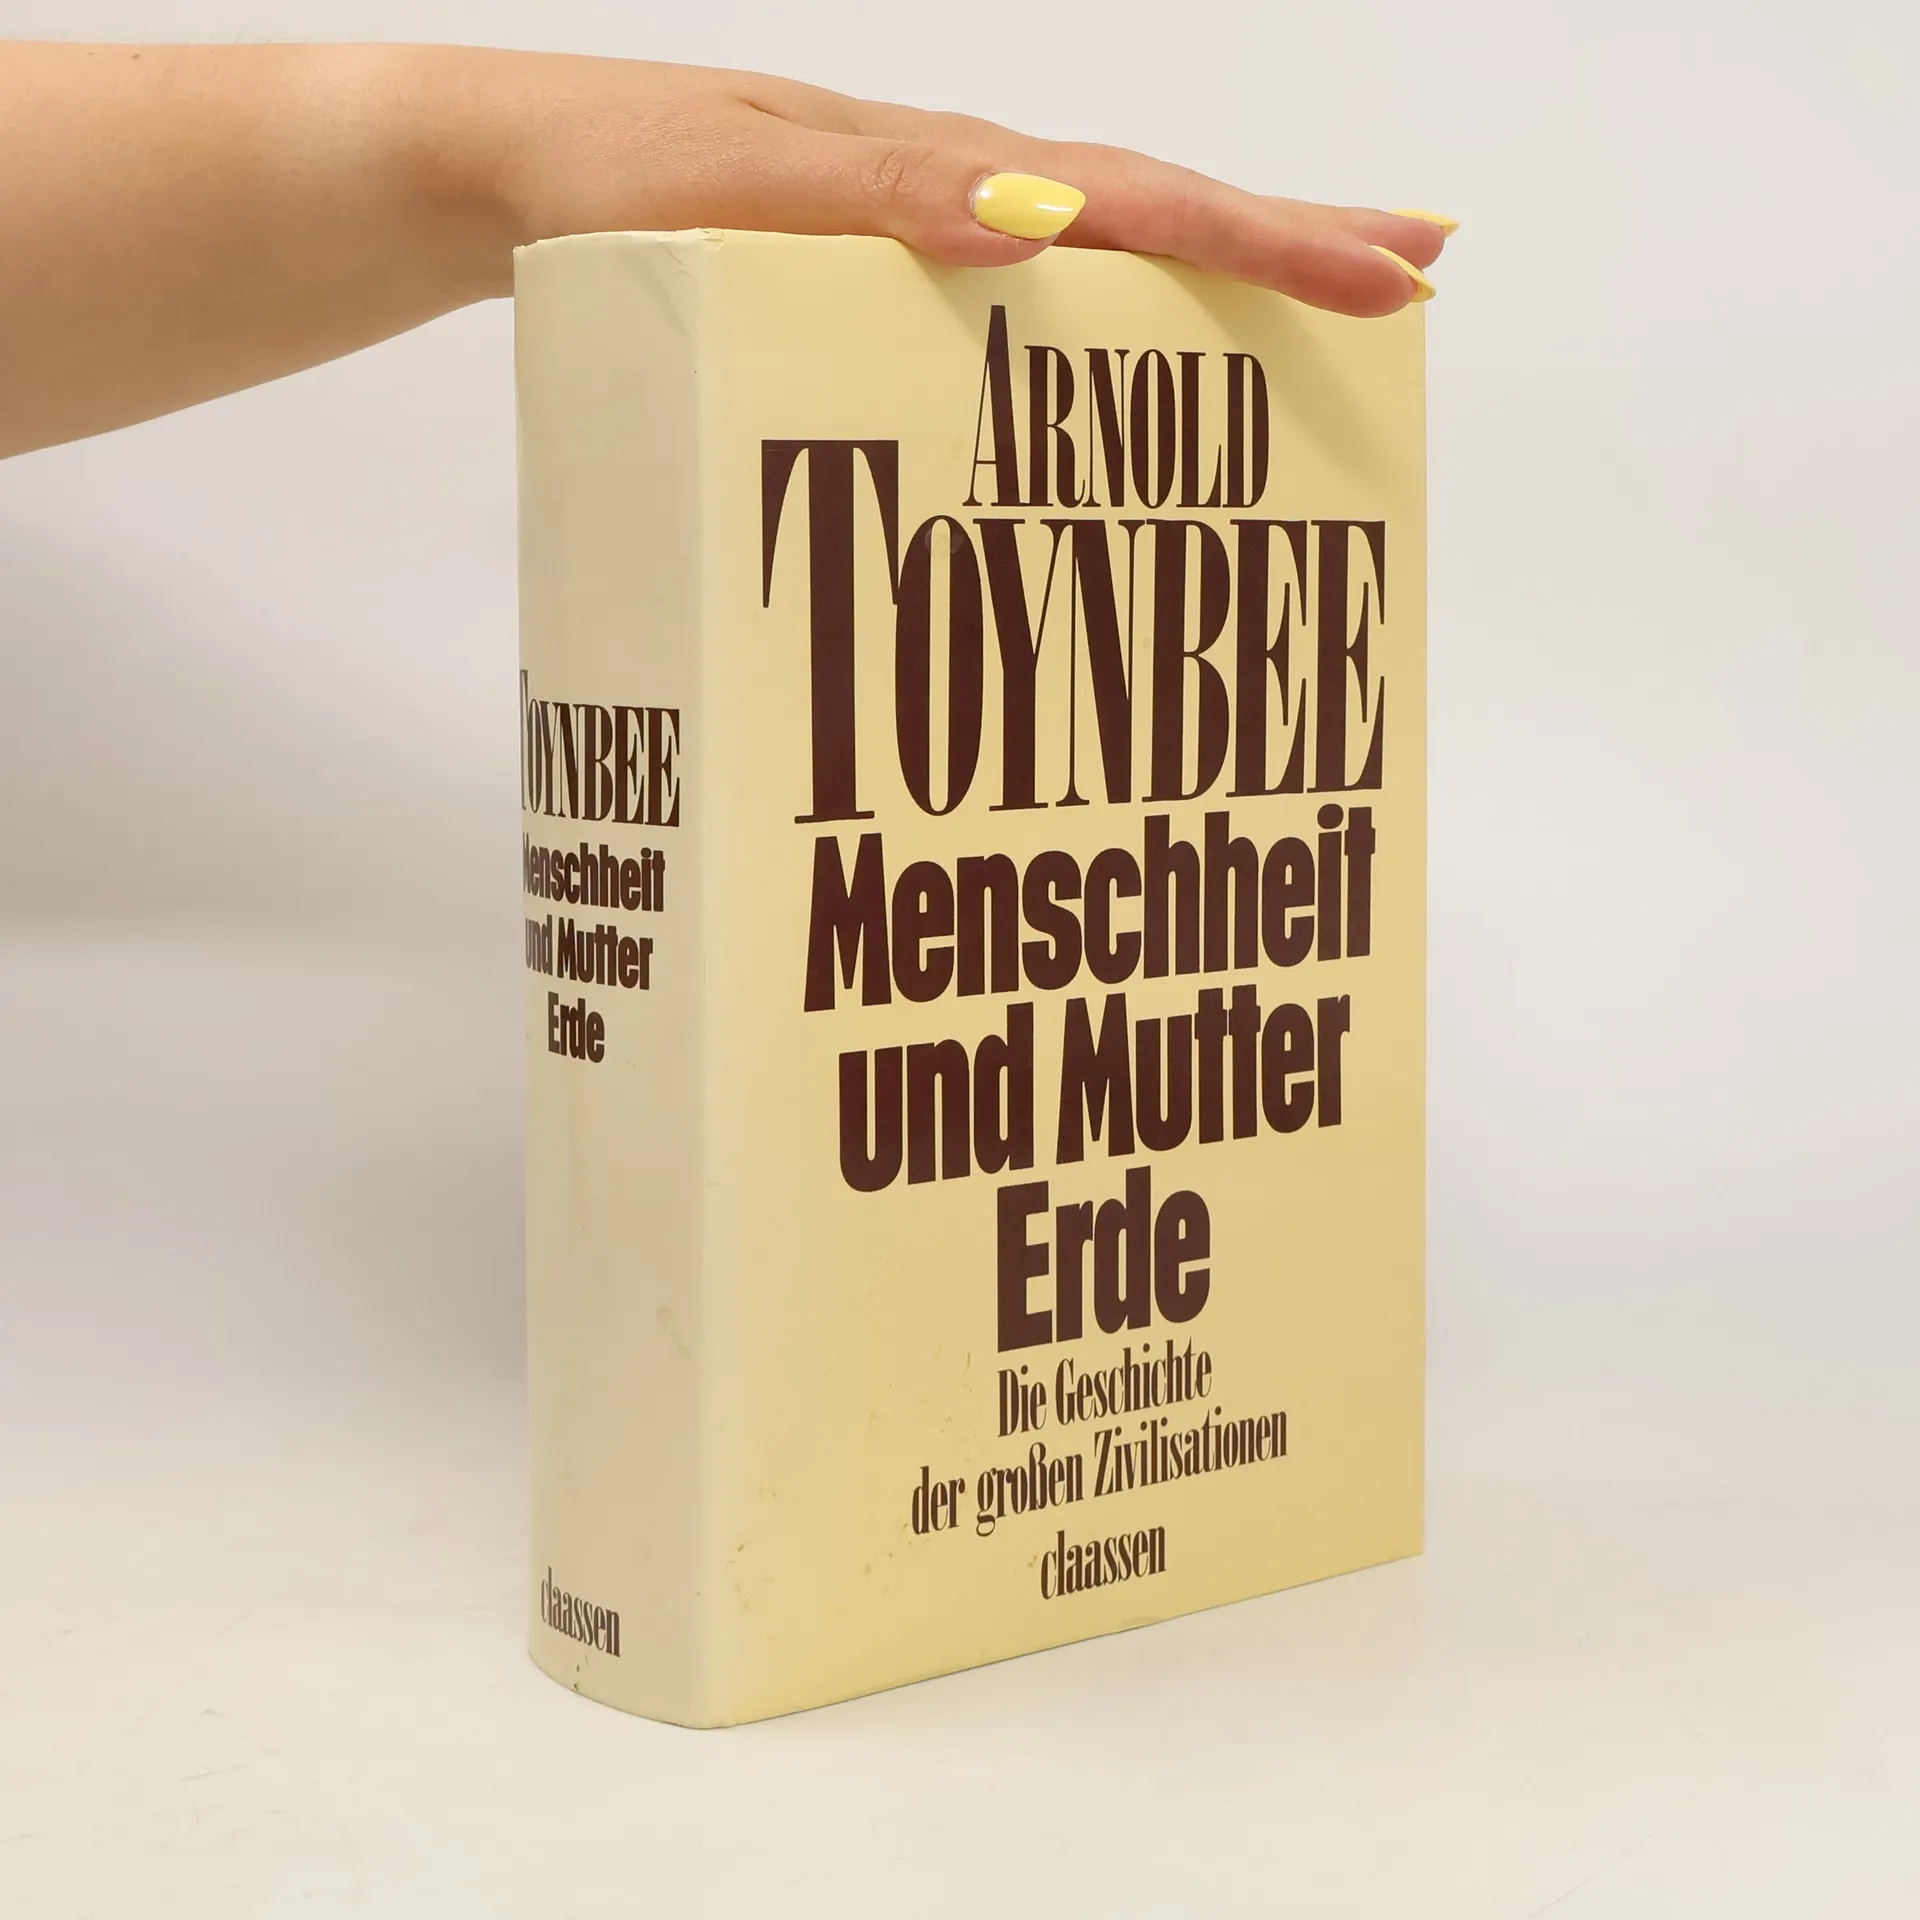 TOYNBEE
Menschheit
und Mutter
Erde
claassen
ARNOLD
TOYNBEE
Menschheit
und Mutter
Erde
Die Geschichte
der großen Zivilisationen
claassen